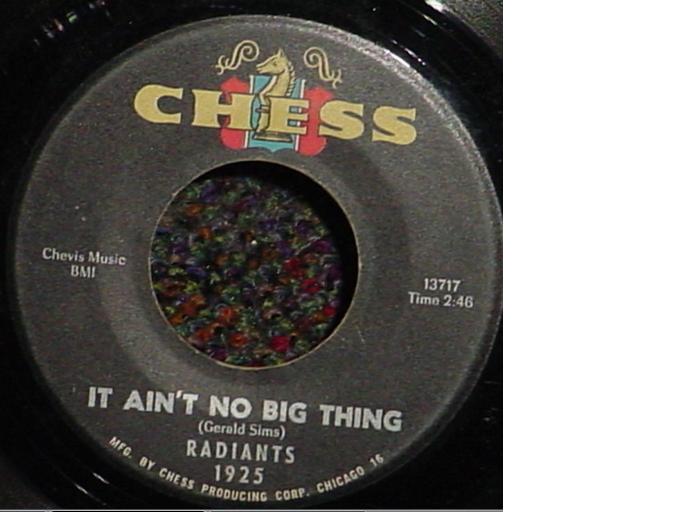 CHESS
Chevis Music
BMI
13717
Time 2:46
IT AIN'T NO BIG THING
(Gerald Sims)
RADIANTS
1925
MFG. BY CHESS PRODUCING CORP. CHICAGO 16